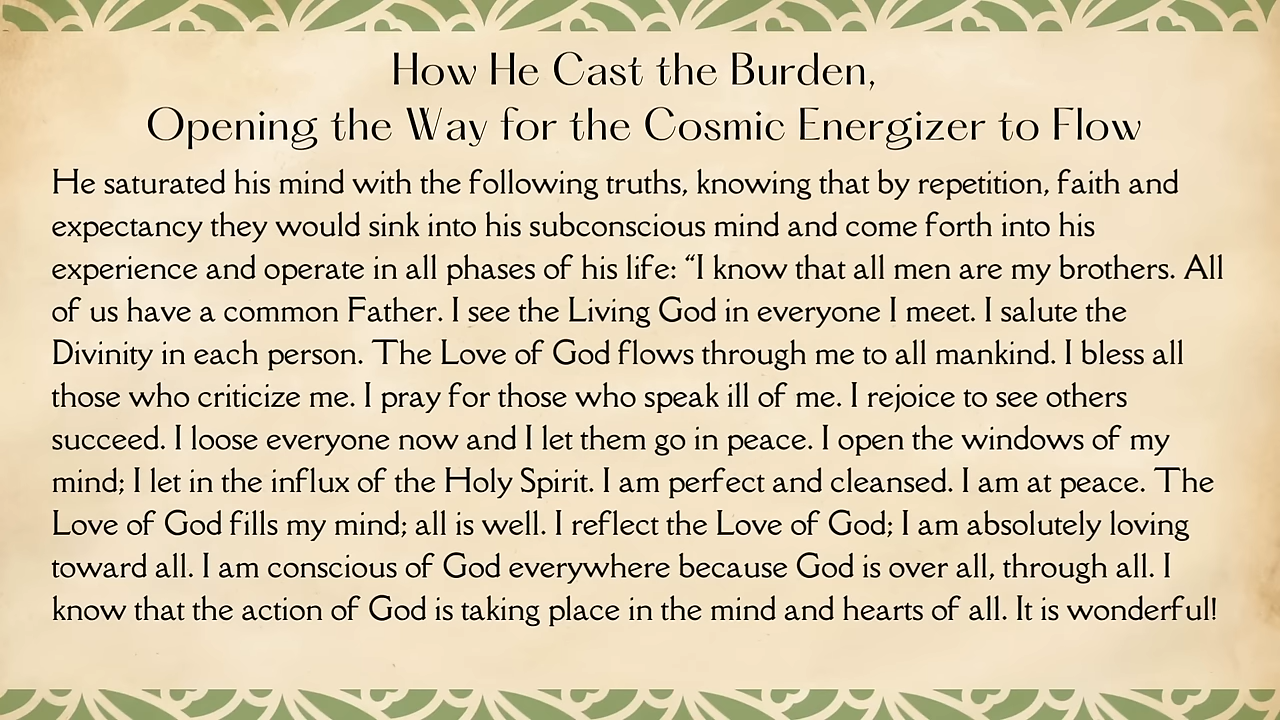 How He Cast the Burden,
Opening the Way for the Cosmic Energizer to Flow
He saturated his mind with the following truths, knowing that by repetition, faith and
expectancy they would sink into his subconscious mind and come forth into his
experience and operate in all phases of his life: “I know that all men are my brothers. All
of us have a common Father. I see the Living God in everyone I meet. I salute the
Divinity in each person. The Love of God flows through me to all mankind. I bless all
those who criticize me. I pray for those who speak ill of me. I rejoice to see others
succeed. I loose everyone now and I let them go in peace. I open the windows of my
mind; I let in the influx of the Holy Spirit. I am perfect and cleansed. I am at peace. The
Love of God fills my mind; all is well. I reflect the Love of God; I am absolutely loving
toward all. I am conscious of God everywhere because God is over all, through all. I
know that the action of God is taking place in the mind and hearts of all. It is wonderful!